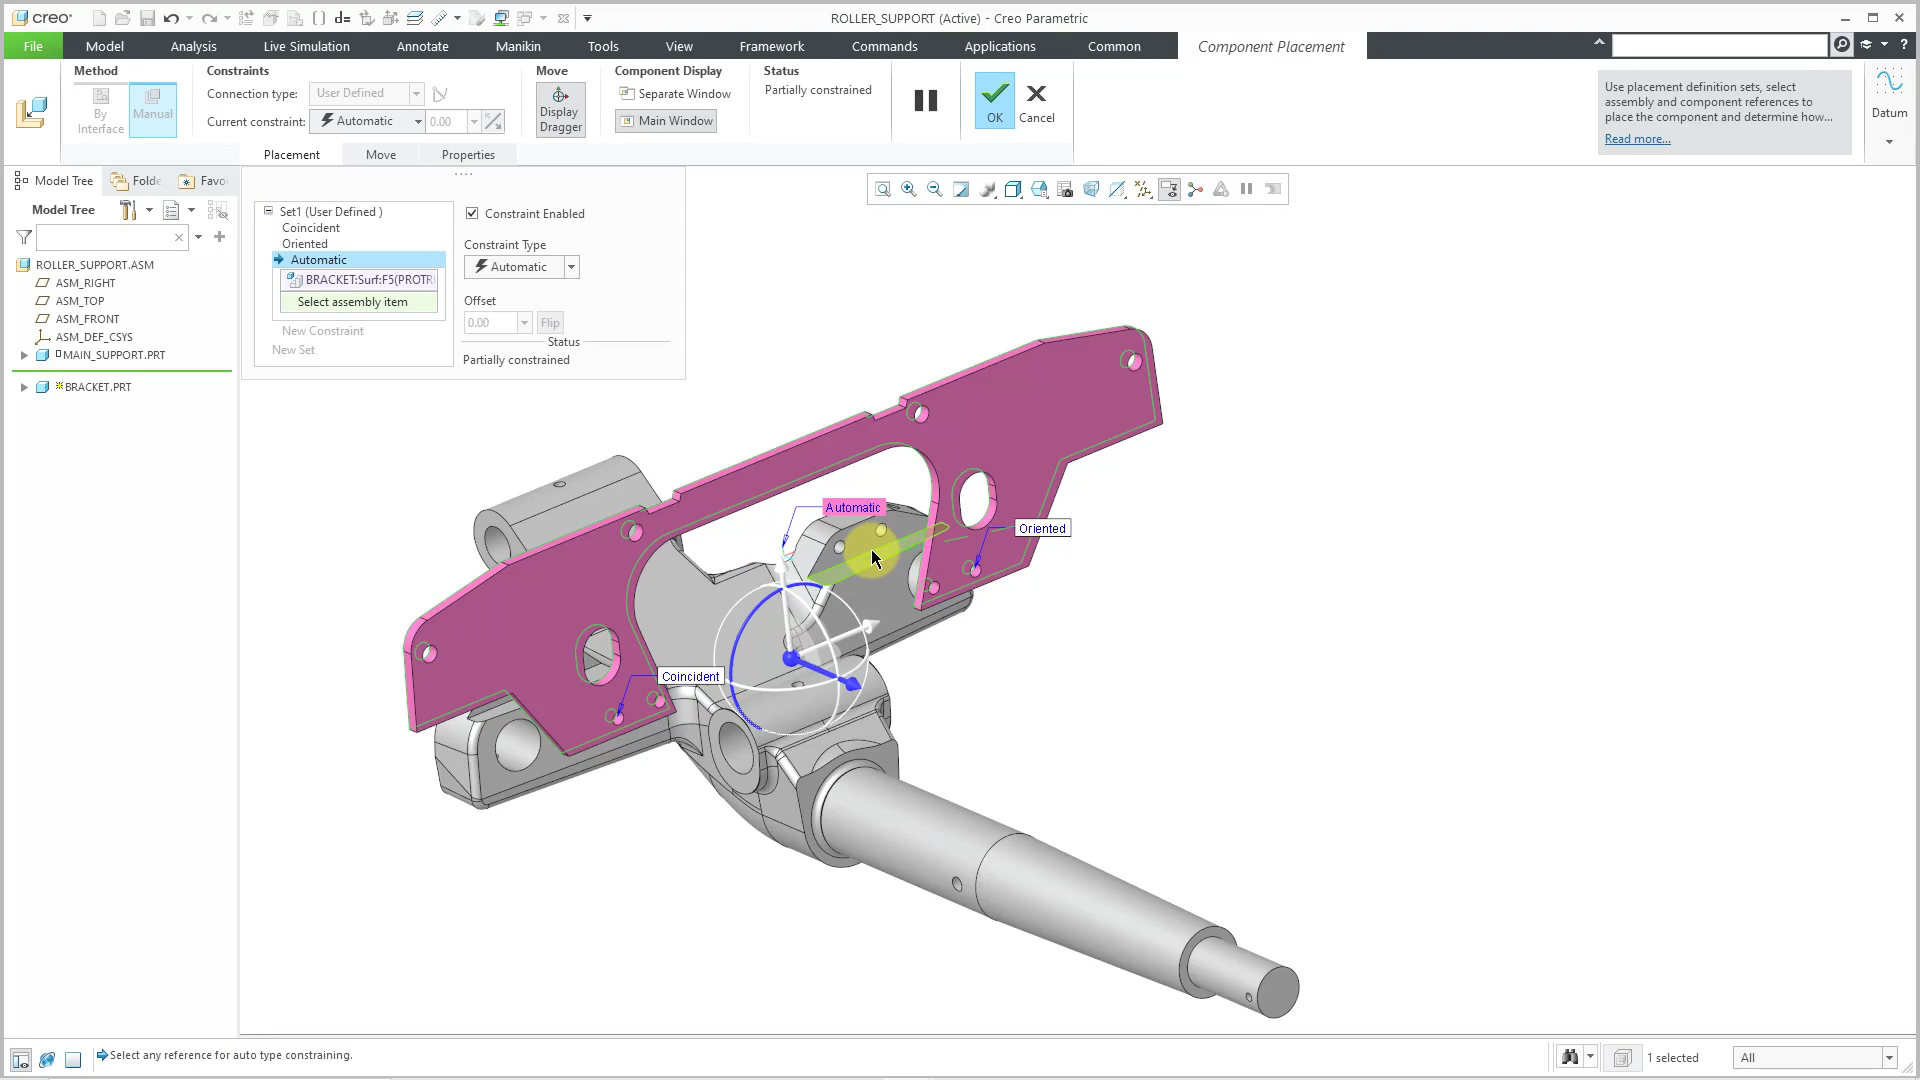 creo
d=
ROLLER_SUPPORT (Active) - Creo Parametric
File
Model
Analysis
Live Simulation
Annotate
Manikin
Tools
View
Framework
Commands
Applications
Common
Component Placement
?
Method
By Interface
Manual
Constraints
Connection type: User Defined
Current constraint: Automatic 0.00
Move
Display Dragger
Component Display
Separate Window
Main Window
Status
Partially constrained
OK
Cancel
Use placement definition sets, select
assembly and component references to
place the component and determine how...
Read more...
Datum
Placement
Move
Properties
Model Tree
Folde
Favo
Model Tree
ROLLER_SUPPORT.ASM
ASM_RIGHT
ASM_TOP
ASM_FRONT
ASM_DEF_CSYS
MAIN_SUPPORT.PRT
BRACKET.PRT
Set1 (User Defined )
Coincident
Oriented
Automatic
BRACKET:Surf:F5(PROTR
Select assembly item
New Constraint
New Set
Constraint Enabled
Constraint Type
Automatic
Offset
0.00
Flip
Status
Partially constrained
Automatic
Oriented
Coincident
Select any reference for auto type constraining.
1 selected
All